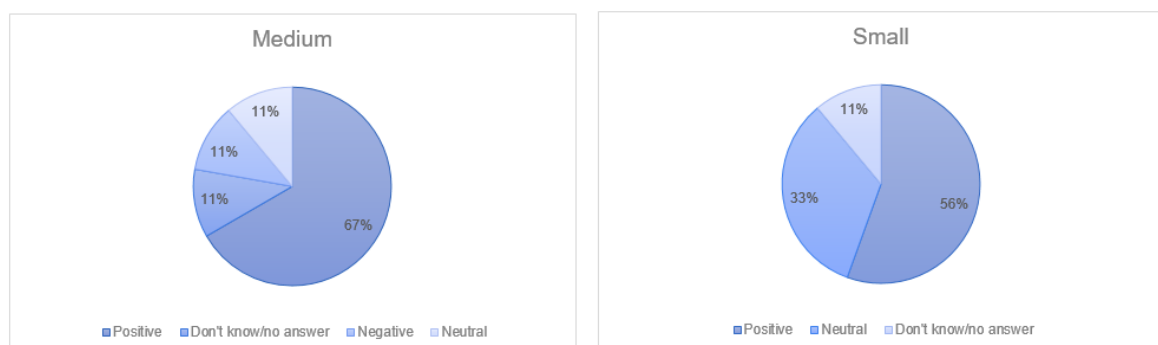 Medium
11%
11%
11%
67%
Positive Don't know/no answer Negative Neutral
Small
11%
33%
56%
Positive Neutral Don't know/no answer